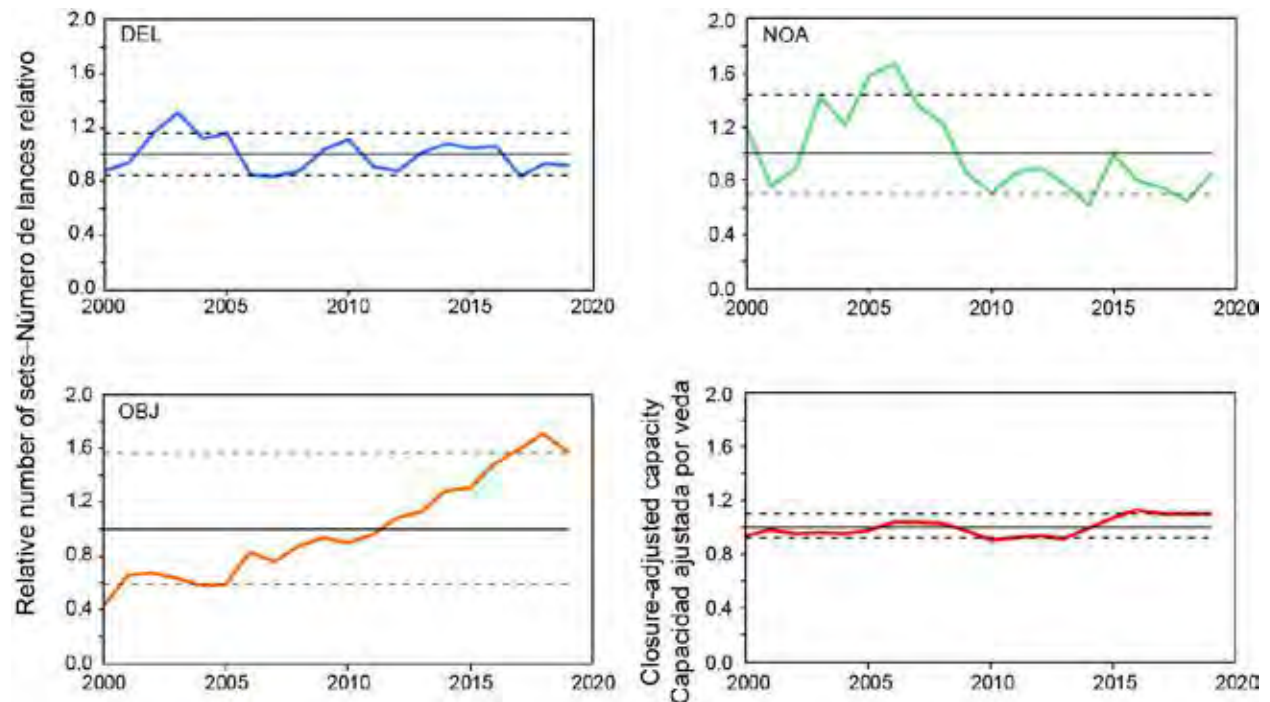 Relative number of sets–Número de lances relativo
DEL
2.0
1.6
1.2
0.8
0.4
0.0
2000 2005 2010 2015 2020
NOA
2.0
1.6
1.2
0.8
0.4
0.0
2000 2005 2010 2015 2020
OBJ
2.0
1.6
1.2
0.8
0.4
0.0
2000 2005 2010 2015 2020
Closure-adjusted capacity
Capacidad ajustada por veda
2.0
1.6
1.2
0.8
0.4
0.0
2000 2005 2010 2015 2020